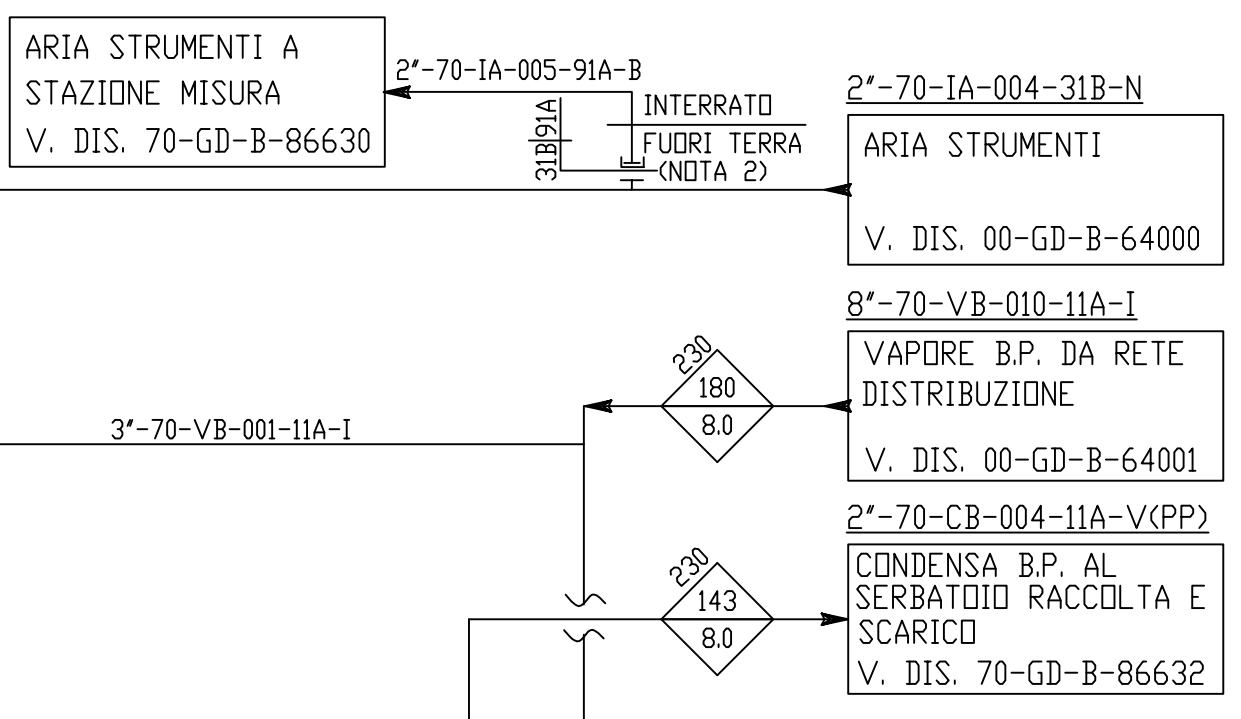 ARIA STRUMENTI A
STAZIONE MISURA
V. DIS. 70-GD-B-86630
2"-70-IA-005-91A-B
31B 91A
INTERRATO
FUORI TERRA
(NOTA 2)
2"-70-IA-004-31B-N
ARIA STRUMENTI
V. DIS. 00-GD-B-64000
8"-70-VB-010-11A-I
VAPORE B.P. DA RETE
DISTRIBUZIONE
V. DIS. 00-GD-B-64001
230
180
8.0
3"-70-VB-001-11A-I
2"-70-CB-004-11A-V(PP)
CONDENSA B.P. AL
SERBATOIO RACCOLTA E
SCARICO
V. DIS. 70-GD-B-86632
230
143
8.0